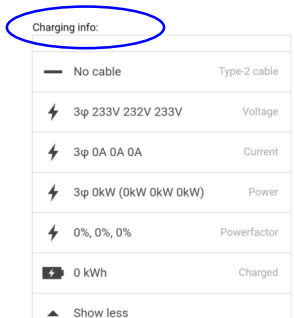 Charging info:
No cable Type-2 cable
3φ 233V 232V 233V Voltage
3φ 0A 0A 0A Current
3φ 0kW (0kW 0kW 0kW) Power
0%, 0%, 0% Powerfactor
0 kWh Charged
Show less